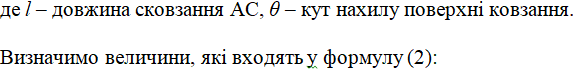 де l – довжина сковзання АС, θ – кут нахилу поверхні ковзання.
Визначимо величини, які входять у формулу (2):